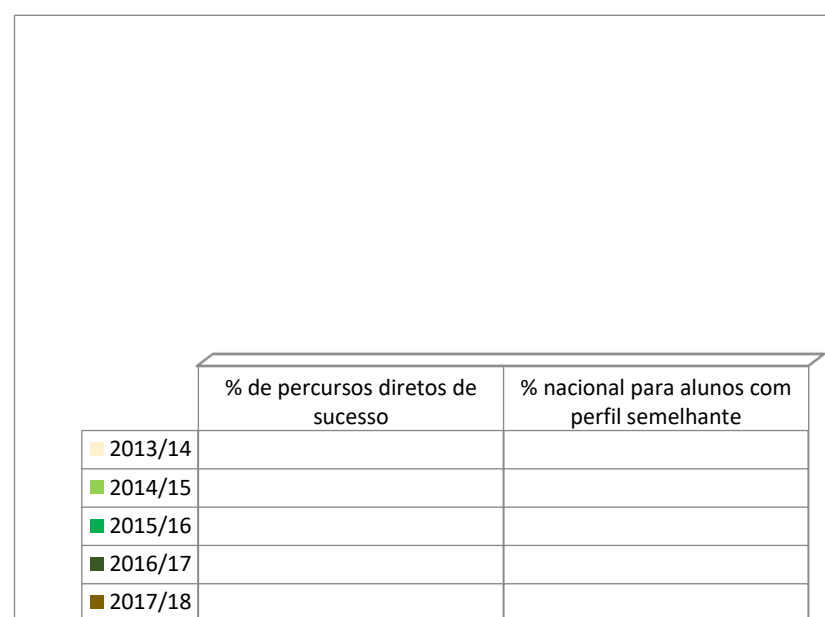 % de percursos diretos de
sucesso
% nacional para alunos com
perfil semelhante
2013/14
2014/15
2015/16
2016/17
2017/18